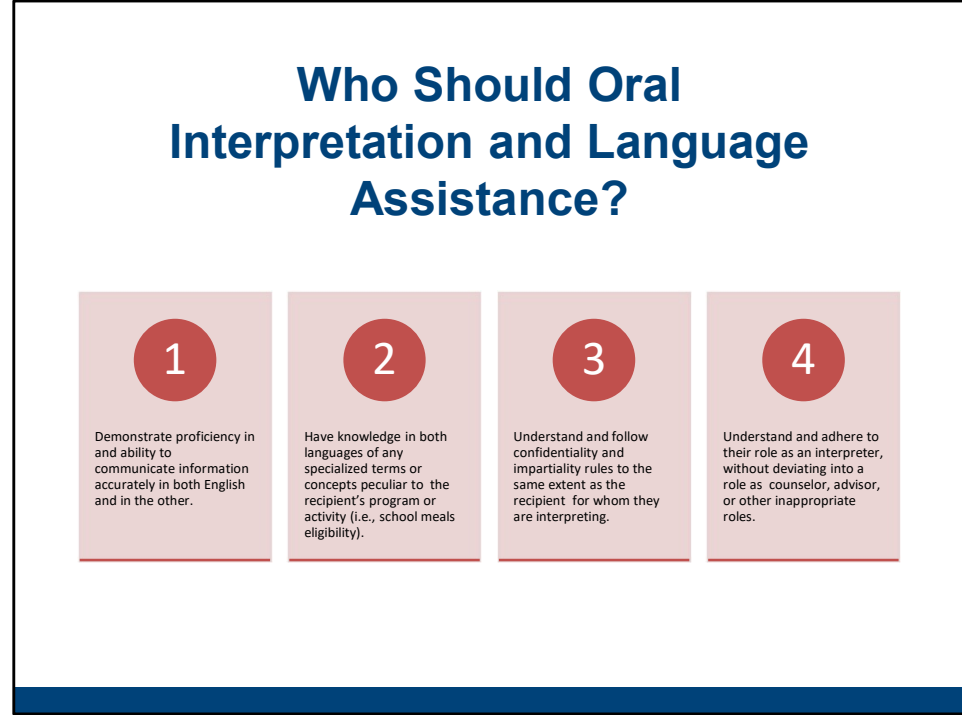 Who Should Oral
Interpretation and Language
Assistance?
1
Demonstrate proficiency in
and ability to
communicate information
accurately in both English
and in the other.
2
Have knowledge in both
languages of any
specialized terms or
concepts peculiar to the
recipient's program or
activity (i.e., school meals
eligibility).
3
Understand and follow
confidentiality and
impartiality rules to the
same extent as the
recipient for whom they
are interpreting.
4
Understand and adhere to
their role as an interpreter,
without deviating into a
role as counselor, advisor,
or other inappropriate
roles.